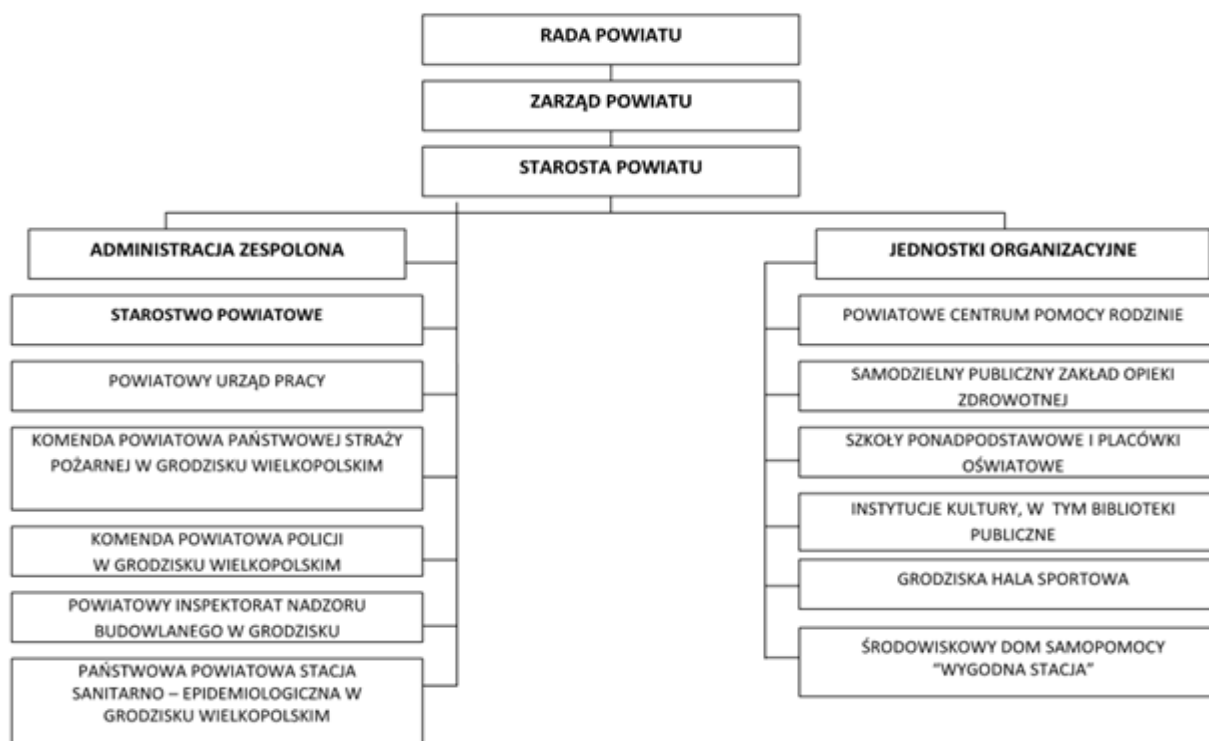 RADA POWIATU
ZARZĄD POWIATU
STAROSTA POWIATU
ADMINISTRACJA ZESPOLONA
STAROSTWO POWIATOWE
POWIATOWY URZĄD PRACY
KOMENDA POWIATOWA PAŃSTWOWEJ STRAŻY
POŻARNEJ W GRODZISKU WIELKOPOLSKIM
KOMENDA POWIATOWA POLICJI
W GRODZISKU WIELKOPOLSKIM
POWIATOWY INSPEKTORAT NADZORU
BUDOWLANEGO W GRODZISKU
PAŃSTWOWA POWIATOWA STACJA
SANITARNO – EPIDEMIOLOGICZNA W
GRODZISKU WIELKOPOLSKIM
JEDNOSTKI ORGANIZACYJNE
POWIATOWE CENTRUM POMOCY RODZINIE
SAMODZIELNY PUBLICZNY ZAKŁAD OPIEKI
ZDROWOTNEJ
SZKOŁY PONADPODSTAWOWE I PLACÓWKI
OŚWIATOWE
INSTYTUCJE KULTURY, W TYM BIBLIOTEKI
PUBLICZNE
GRODZISKA HALA SPORTOWA
ŚRODOWISKOWY DOM SAMOPOMOCY
“WYGODNA STACJA”